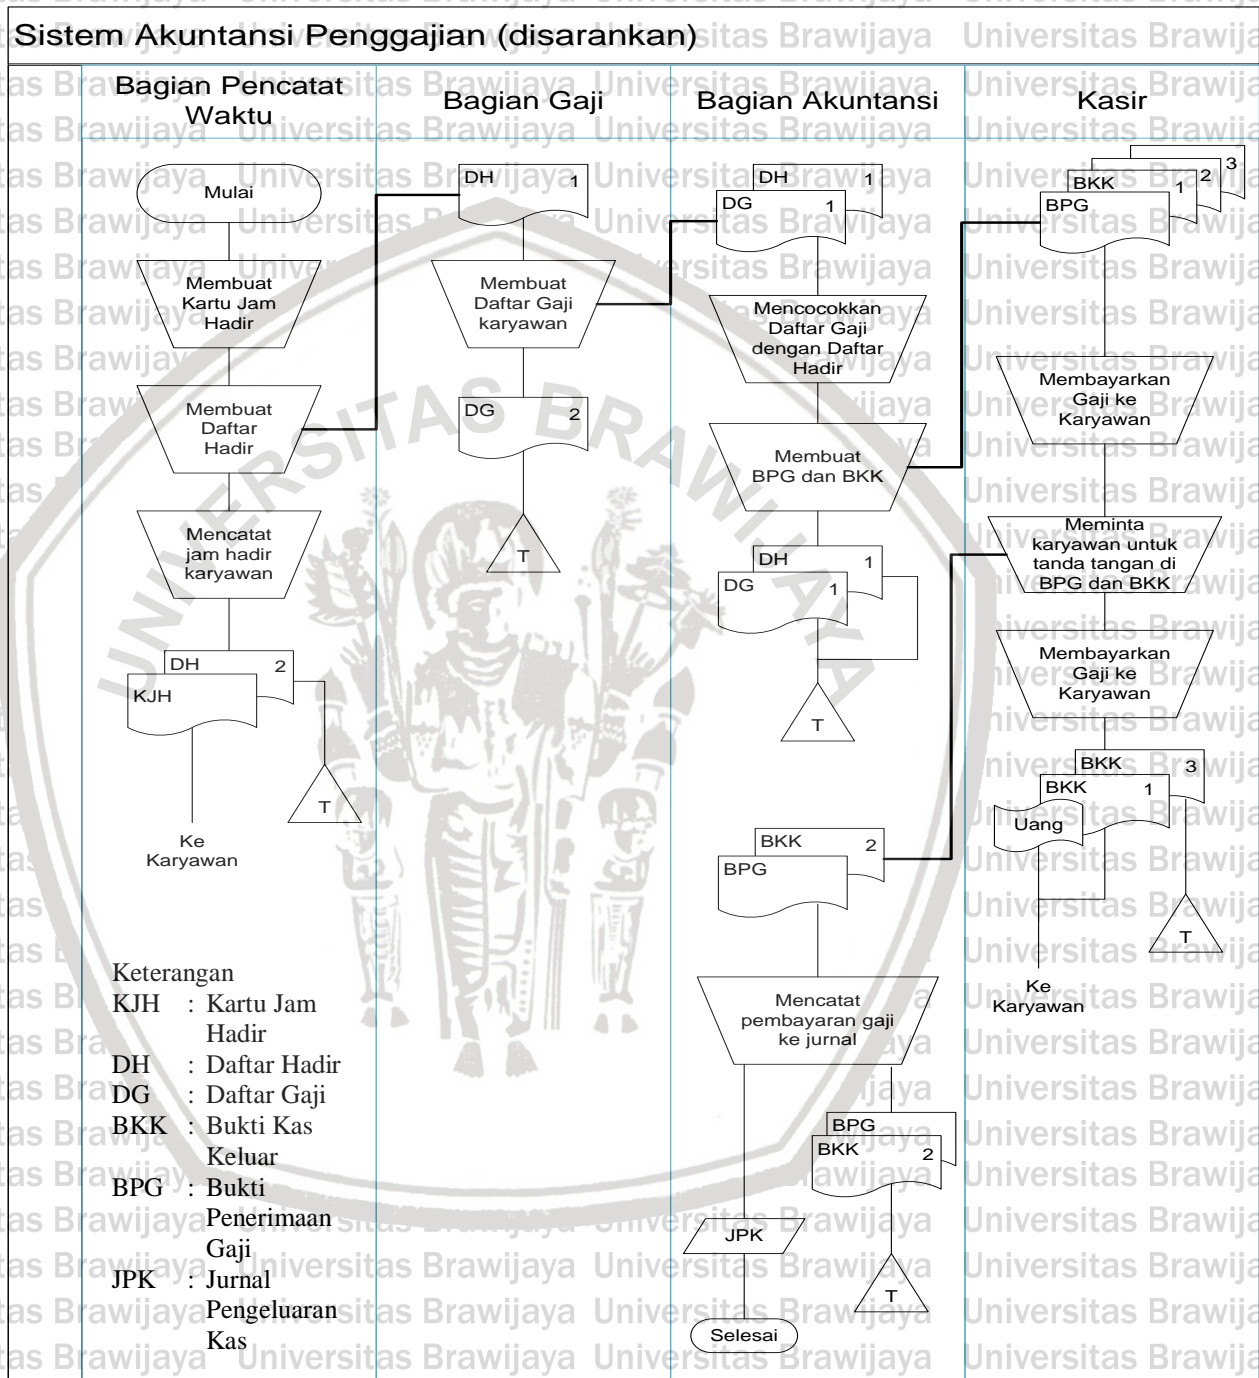 Sistem Akuntansi Penggajian (disarankan)
Bagian Pencatat
Waktu
Bagian Gaji
Bagian Akuntansi
Kasir
Mulai
Membuat
Kartu Jam
Hadir
Membuat
Daftar
Hadir
Mencatat
jam hadir
karyawan
DH 2
KJH
T
Ke
Karyawan
Keterangan
KJH : Kartu Jam
Hadir
DH : Daftar Hadir
DG : Daftar Gaji
BKK : Bukti Kas
Keluar
BPG : Bukti
Penerimaan
Gaji
JPK : Jurnal
Pengeluaran
Kas
DH 1
Membuat
Daftar Gaji
karyawan
DG 2
T
DH 1
DG 1
Mencocokkan
Daftar Gaji
dengan Daftar
Hadir
Membuat
BPG dan BKK
DH 1
DG 1
T
BKK 2
BPG
Mencatat
pembayaran gaji
ke jurnal
BPG
BKK 2
JPK
T
Selesai
3
2
BKK 1
BPG
Membayarkan
Gaji ke
Karyawan
Meminta
karyawan untuk
tanda tangan di
BPG dan BKK
Membayarkan
Gaji ke
Karyawan
BKK 3
BKK 1
Uang
T
Ke
Karyawan
UNIVERSITAS BRAWIJAYA
Universitas Brawijaya